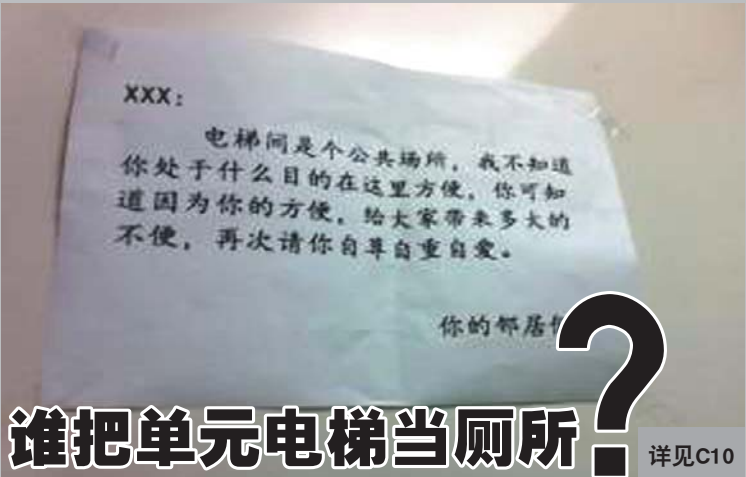 XXX：
电梯间是个公共场所，我不知道
你处于什么目的在这里方便，你可知
道因为你的方便，给大家带来多大的
不便，再次请你自尊自重自爱。
你的邻居
谁把单元电梯当厕所？
详见C10